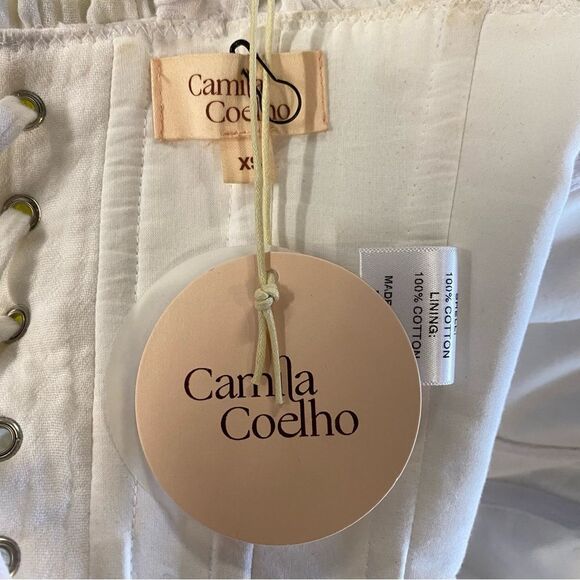 Camila
Coelho
XS
Camila
Coelho
100% COTTON
LINING:
100% COTTON
MADE